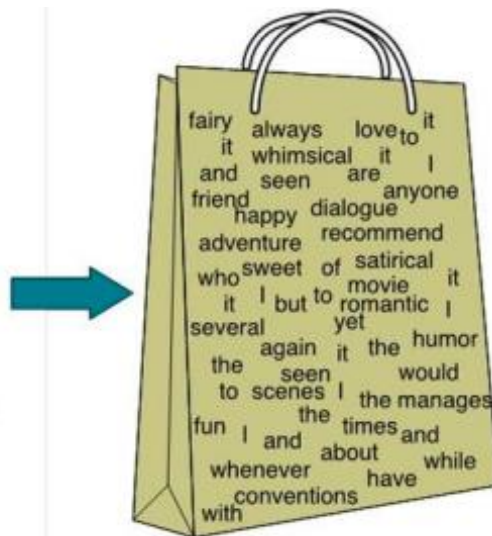 fairy always love to it
it whimsical it I
and seen are anyone
friend happy dialogue
adventure recommend
who sweet of satirical
it I but to movie it
romantic I
several yet
again it the humor
the seen would
to scenes I the manages
fun the times and
I and about
whenever have while
conventions
with